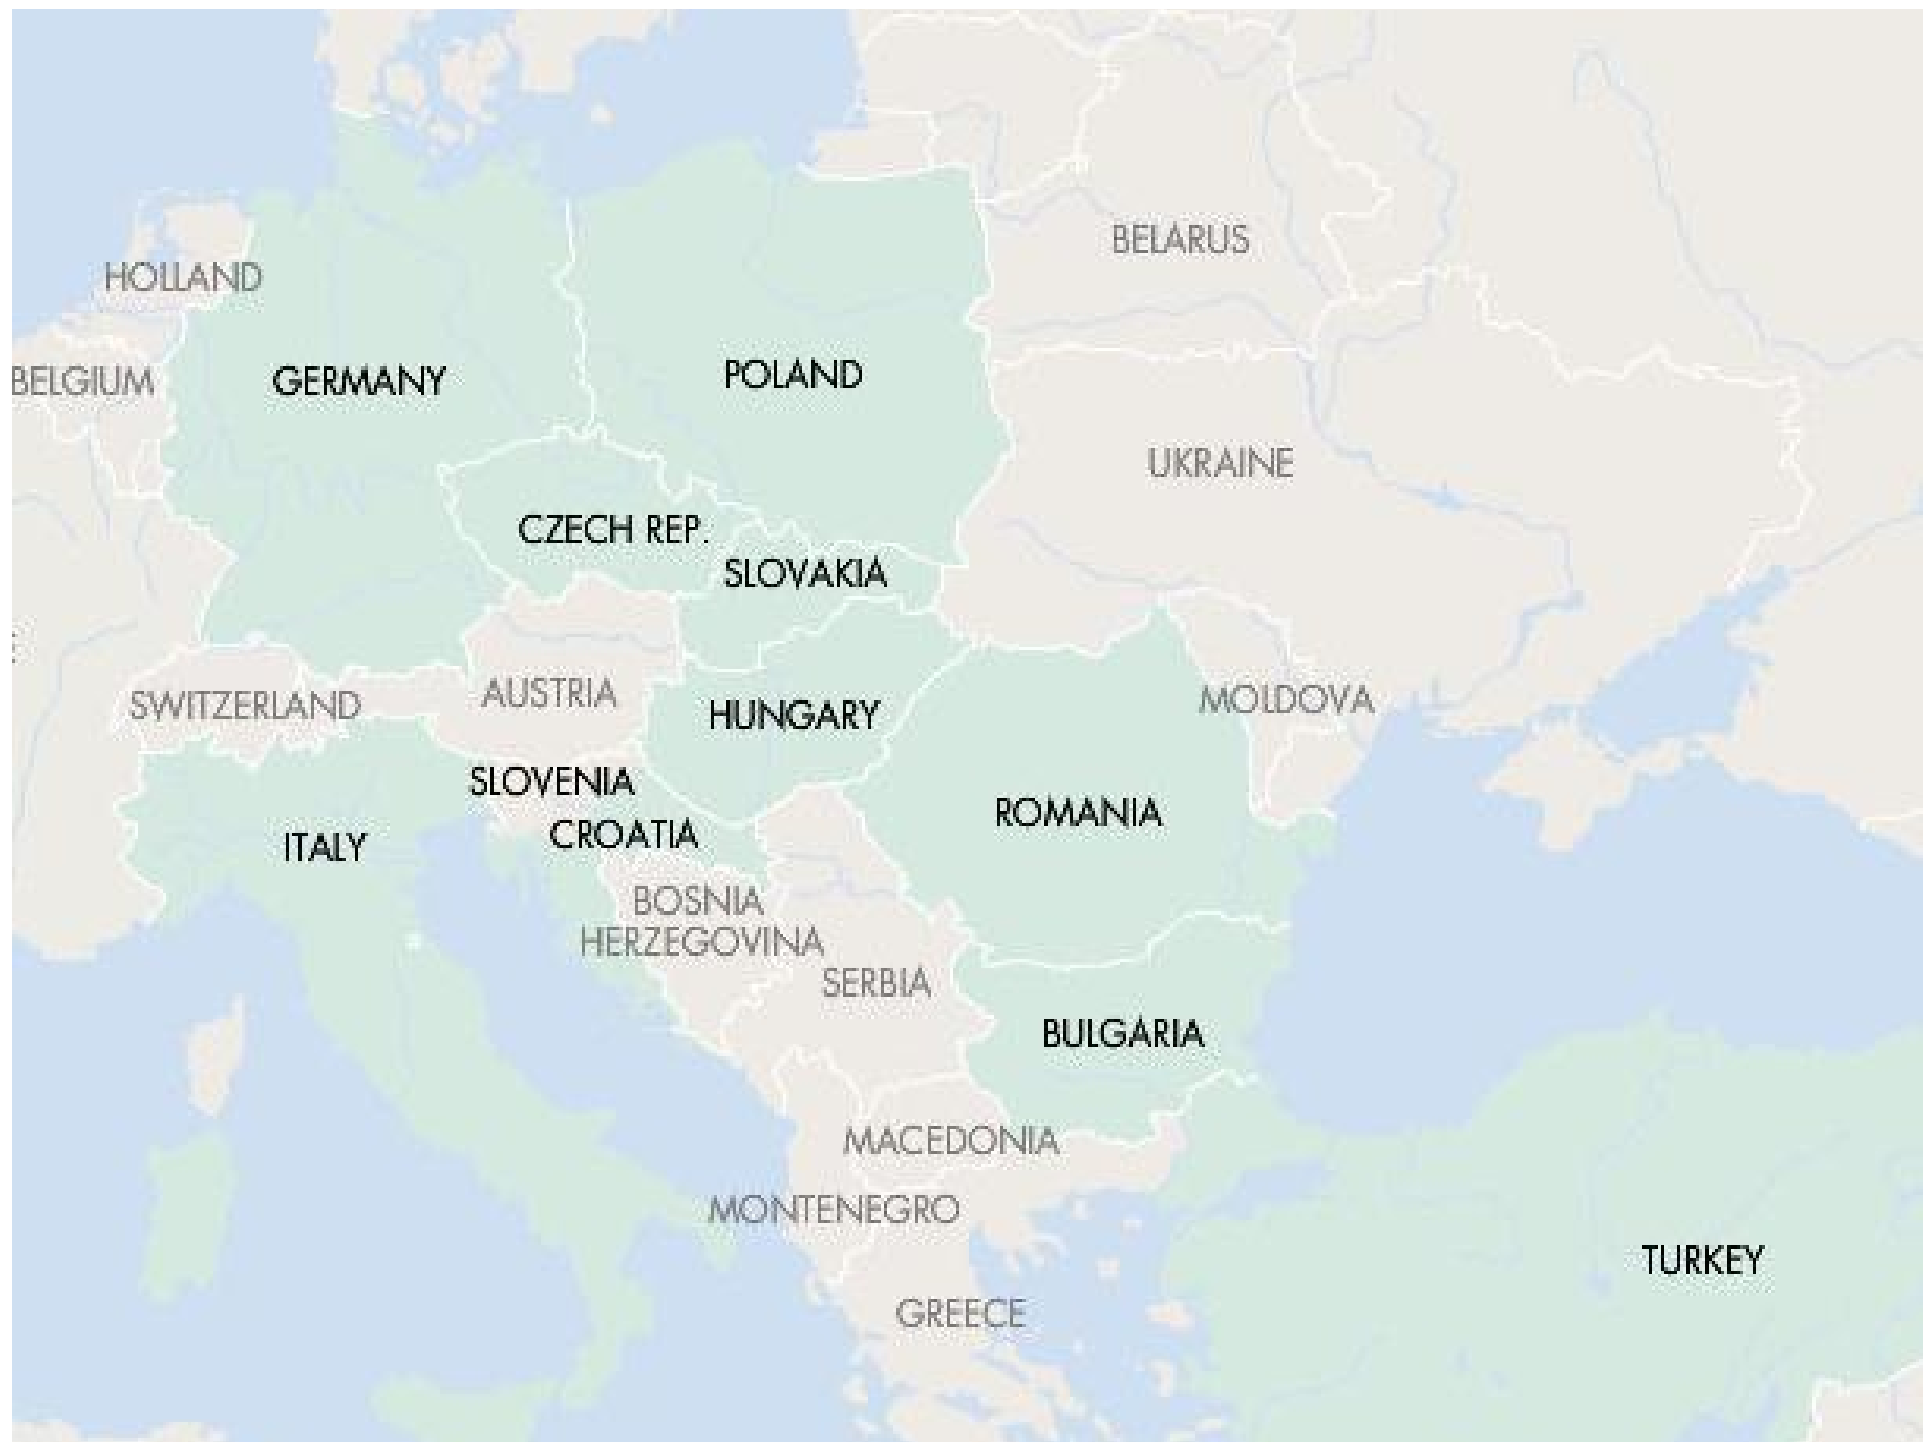 BELARUS
HOLLAND
GERMANY
POLAND
BELGIUM
UKRAINE
CZECH REP.
SLOVAKIA
SWITZERLAND
AUSTRIA
HUNGARY
MOLDOVA
SLOVENIA
CROATIA
ITALY
ROMANIA
BOSNIA
HERZEGOVINA
SERBIA
BULGARIA
MACEDONIA
MONTENEGRO
TURKEY
GREECE